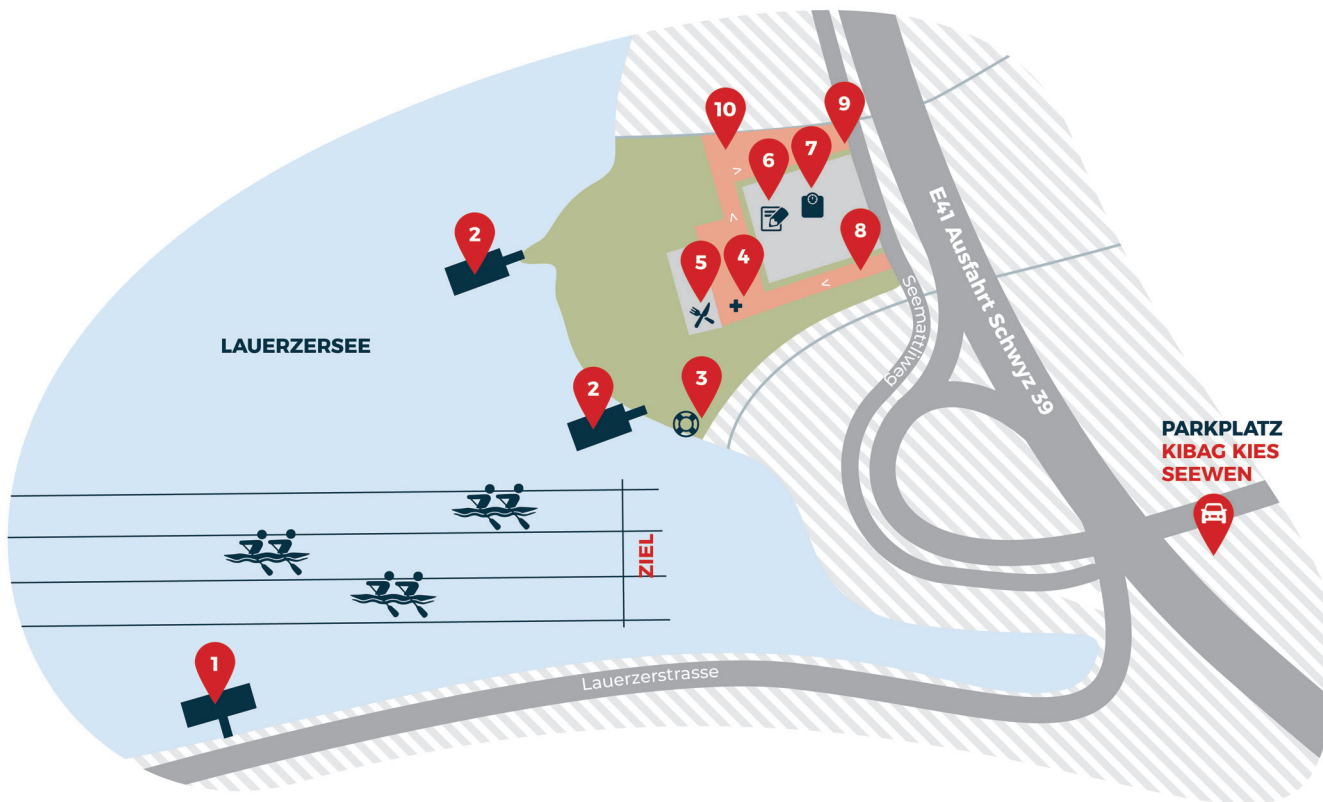 10
9
7
6
2
8
5
4
E41 Ausfahrt Schwyz 39
Seemattliweg
LAUERZERSEE
2
3
PARKPLATZ
KIBAG KIES
SEEWEN
ZIEL
1
Lauerzerstrasse